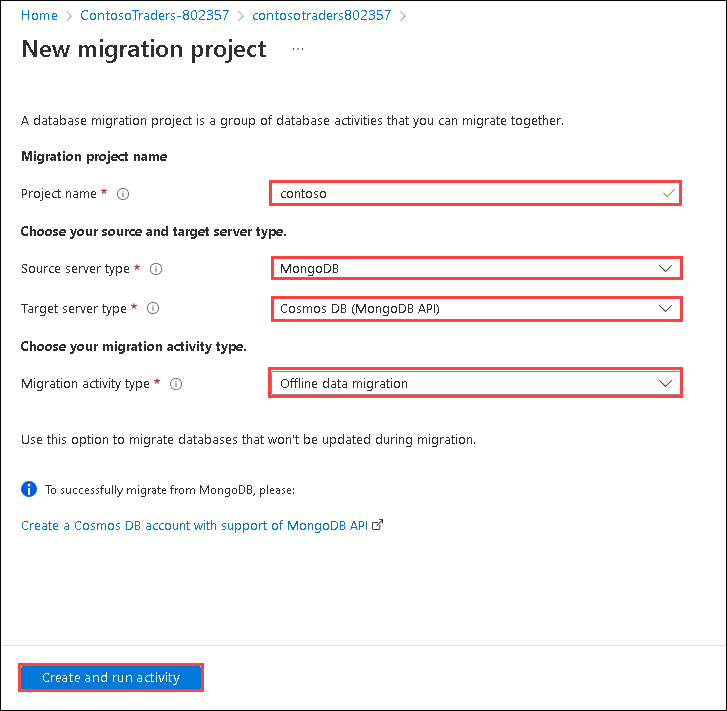 Home > ContosoTraders-802357 > contosotraders802357 >
New migration project ...
A database migration project is a group of database activities that you can migrate together.
Migration project name
Project name * contoso
Choose your source and target server type.
Source server type * MongoDB
Target server type * Cosmos DB (MongoDB API)
Choose your migration activity type.
Migration activity type * Offline data migration
Use this option to migrate databases that won't be updated during migration.
To successfully migrate from MongoDB, please:
Create a Cosmos DB account with support of MongoDB API
Create and run activity